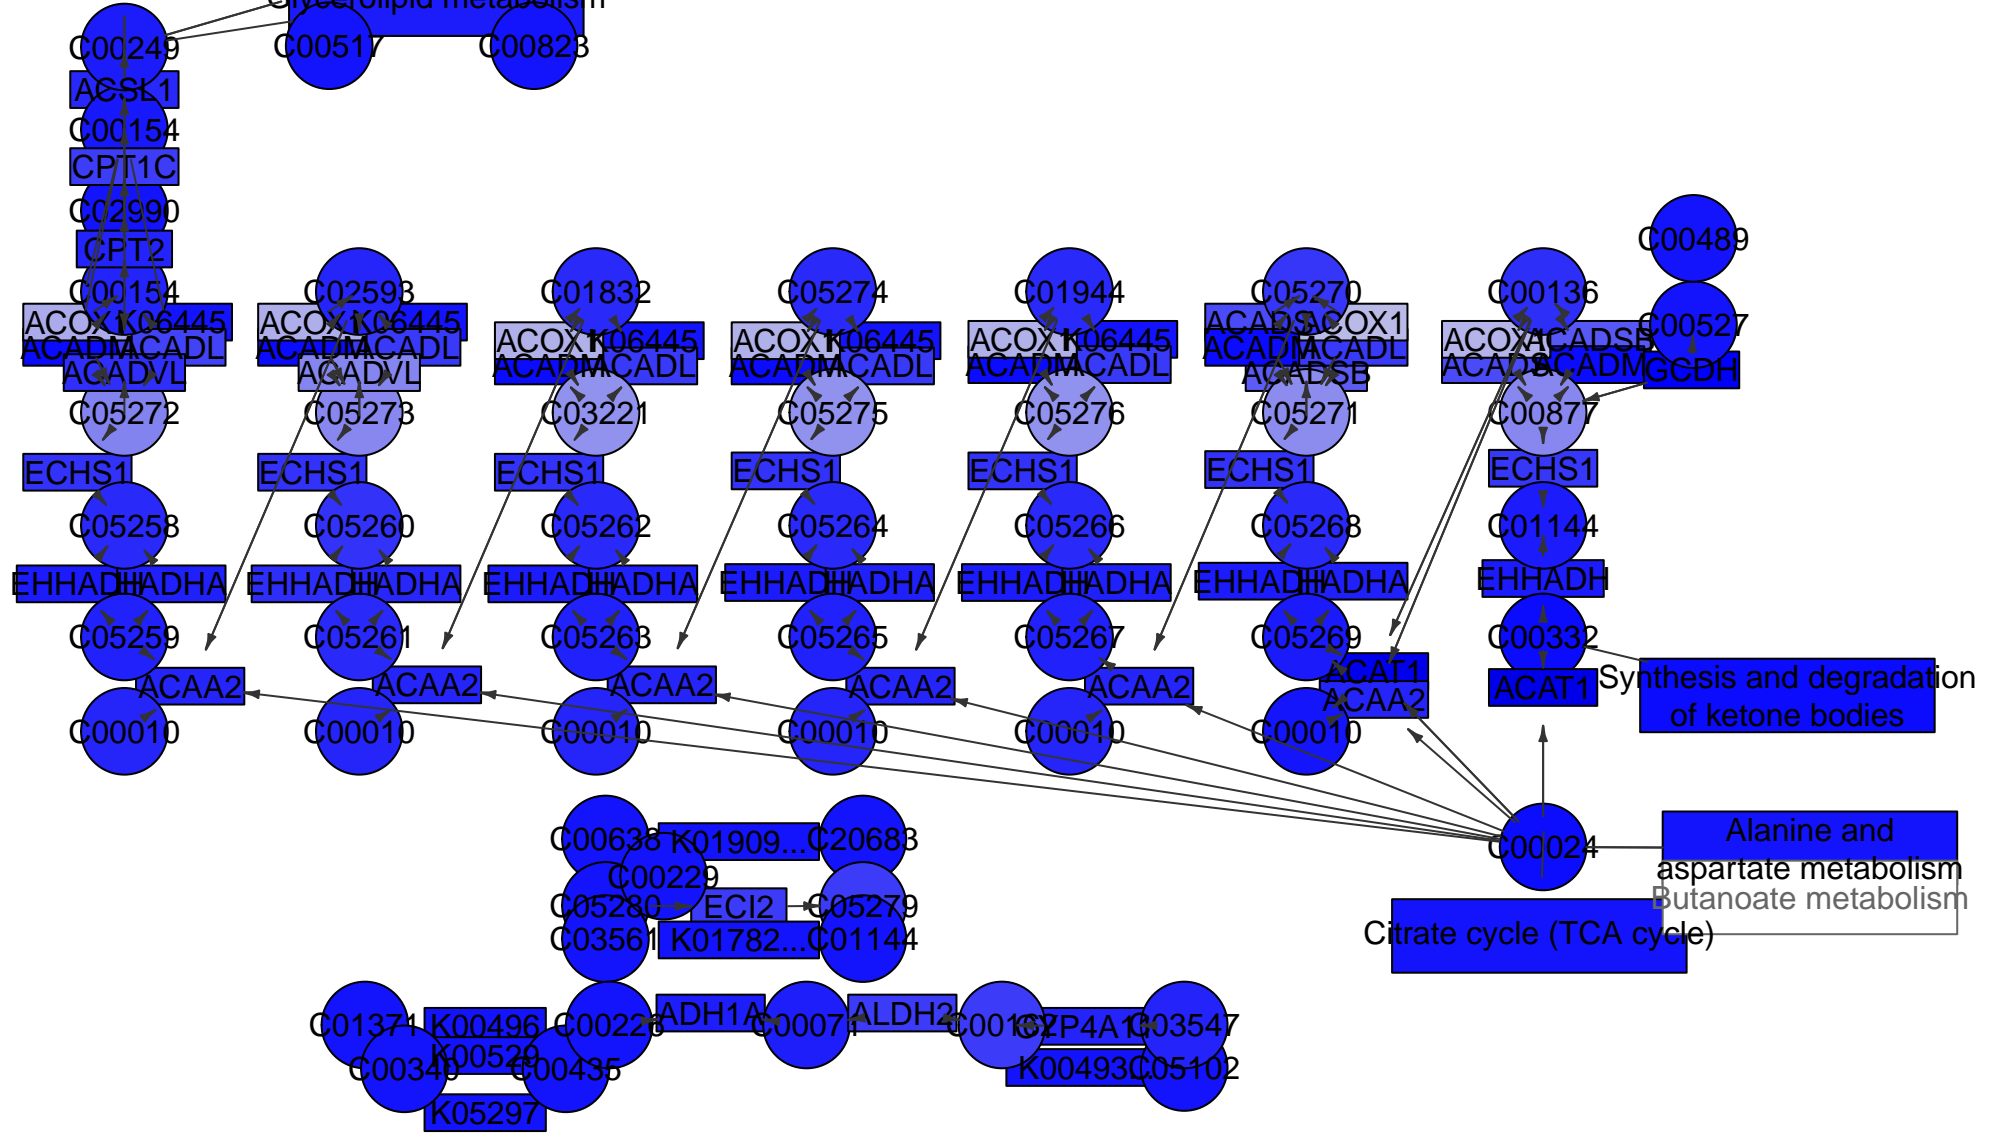 Glycerolipid metabolism
C00249
C00517
C00823
ACSL1
C00154
CPT1C
C02990
CPT2
C00489
C00154
C02593
C01832
C05274
C01944
C05270
C00136
C00527
ACOX1
K06445
ACOX1
K06445
ACOX1
K06445
ACOX1
K06445
ACOX1
K06445
ACADS
ACOX1
ACOX1
ACADSB
ACADM
ACADL
ACADM
ACADL
ACADM
ACADL
ACADM
ACADL
ACADM
ACADL
ACADM
ACADL
ACADS
ACADM
GCDH
ACADVL
ACADVL
ACADSB
C05272
C05273
C03221
C05275
C05276
C05271
C00877
ECHS1
ECHS1
ECHS1
ECHS1
ECHS1
ECHS1
ECHS1
C05258
C05260
C05262
C05264
C05266
C05268
C01144
EHHADH
HADHA
EHHADH
HADHA
EHHADH
HADHA
EHHADH
HADHA
EHHADH
HADHA
EHHADH
HADHA
EHHADH
C05259
C05261
C05263
C05265
C05267
C05269
C00332
ACAA2
ACAA2
ACAA2
ACAA2
ACAA2
ACAT1
ACAA2
ACAT1
Synthesis and degradation
of ketone bodies
C00010
C00010
C00010
C00010
C00010
C00010
C00638
K01909...
C20683
C00024
Alanine and
aspartate metabolism
Butanoate metabolism
C00229
C05280
ECI2
C05279
C03561
K01782...
C01144
Citrate cycle (TCA cycle)
C01371
K00496
C00226
ADH1A
C00071
ALDH2
C00162
C03547
K00529
C00340
C00435
K00493...
C05102
K05297